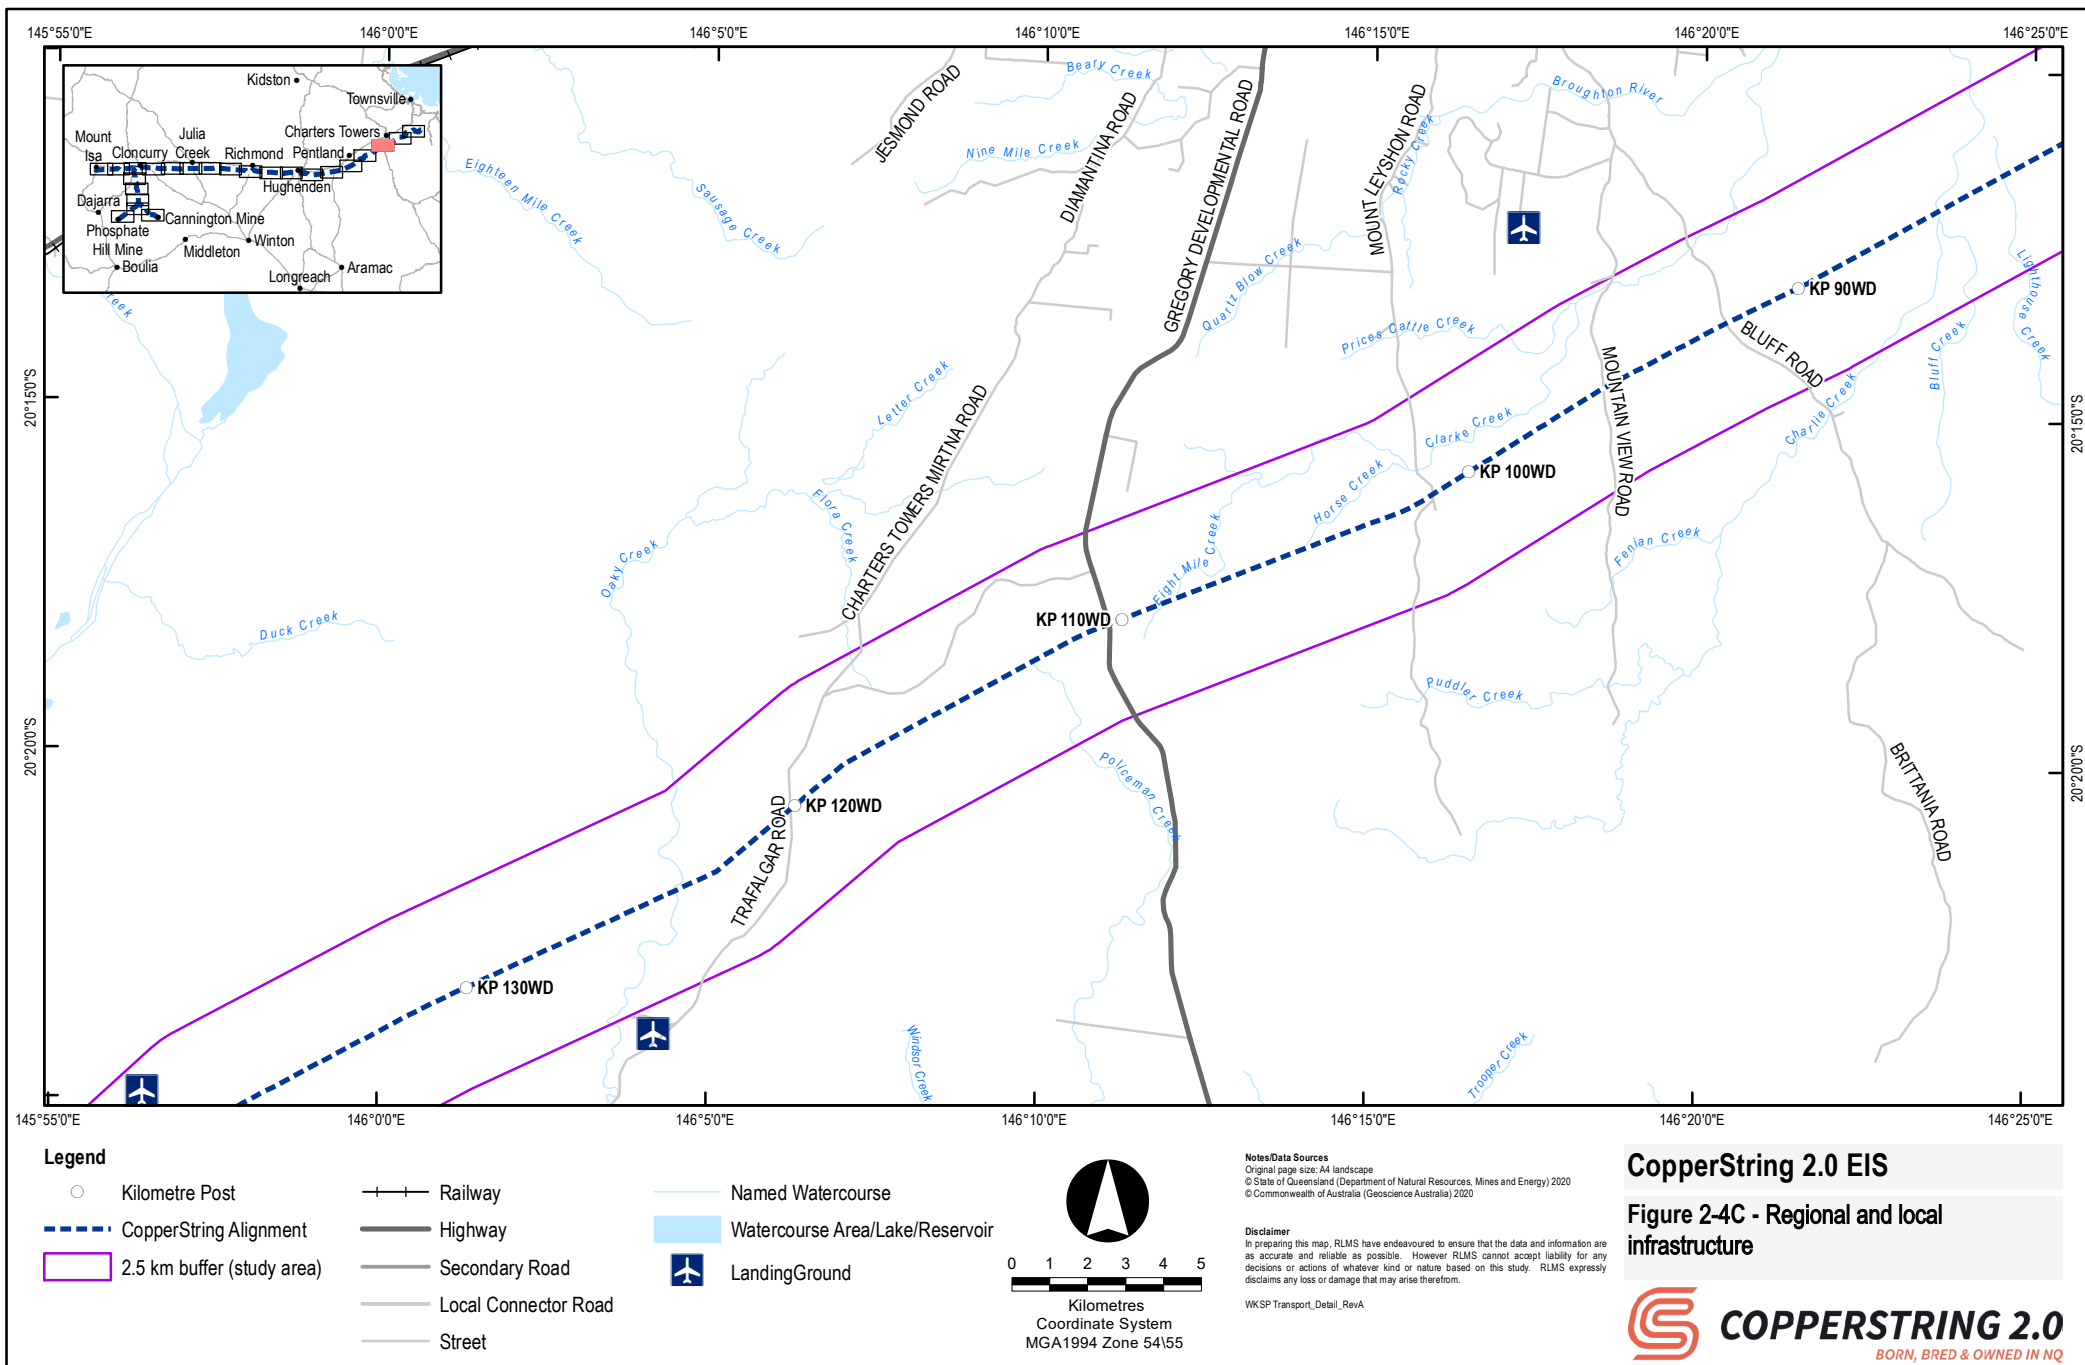 145°55'0"E
146°0'0"E
146°5'0"E
146°10'0"E
146°15'0"E
146°20'0"E
146°25'0"E
Kidston
Townsville
Charters Towers
Mount
Isa
Cloncurry
Julia
Creek
Richmond
Pentland
Hughenden
Dajarra
Phosphate
Hill Mine
Cannington Mine
Boulia
Middleton
Winton
Longreach
Aramac
reek
Eighteen Mile Creek
Sausage Creek
JESMOND ROAD
Beary Creek
Nine Mile Creek
DIAMANTINA ROAD
GREGORY DEVELOPMENTAL ROAD
Quartz Blow Creek
MOUNT LEYSHON ROAD
Rocky Creek
Broughton River
Prices Caffle Creek
KP 90WD
BLUFF ROAD
Lighthouse Creek
Bluff Creek
Charlie Creek
MOUNTAIN VIEW ROAD
Clarke Creek
KP 100WD
Horse Creek
Eight Mile Creek
Fenian Creek
Letter Creek
CHARTERS TOWERS MIRTNA ROAD
Flora Creek
Oaky Creek
Duck Creek
KP 110WD
Puddler Creek
Policeman Creek
BRITTANIA ROAD
KP 120WD
TRAFALGAR ROAD
KP 130WD
Windsor Creek
Trooper Creek
20°15'0"S
20°20'0"S
20°15'0"S
20°20'0"S
145°55'0"E
146°0'0"E
146°5'0"E
146°10'0"E
146°15'0"E
146°20'0"E
146°25'0"E
Legend
Kilometre Post
CopperString Alignment
2.5 km buffer (study area)
Railway
Highway
Secondary Road
Local Connector Road
Street
Named Watercourse
Watercourse Area/Lake/Reservoir
LandingGround
0 1 2 3 4 5
Kilometres
Coordinate System
MGA1994 Zone 54\55
Notes/Data Sources
Original page size: A4 landscape
© State of Queensland (Department of Natural Resources, Mines and Energy) 2020
© Commonwealth of Australia (Geoscience Australia) 2020
Disclaimer
In preparing this map, RLMS have endeavoured to ensure that the data and information are
as accurate and reliable as possible. However RLMS cannot accept liability for any
decisions or actions of whatever kind or nature based on this study. RLMS expressly
disclaims any loss or damage that may arise therefrom.
WKSP Transport_Detail_RevA
CopperString 2.0 EIS
Figure 2-4C - Regional and local
infrastructure
COPPERSTRING 2.0
BORN, BRED & OWNED IN NQ